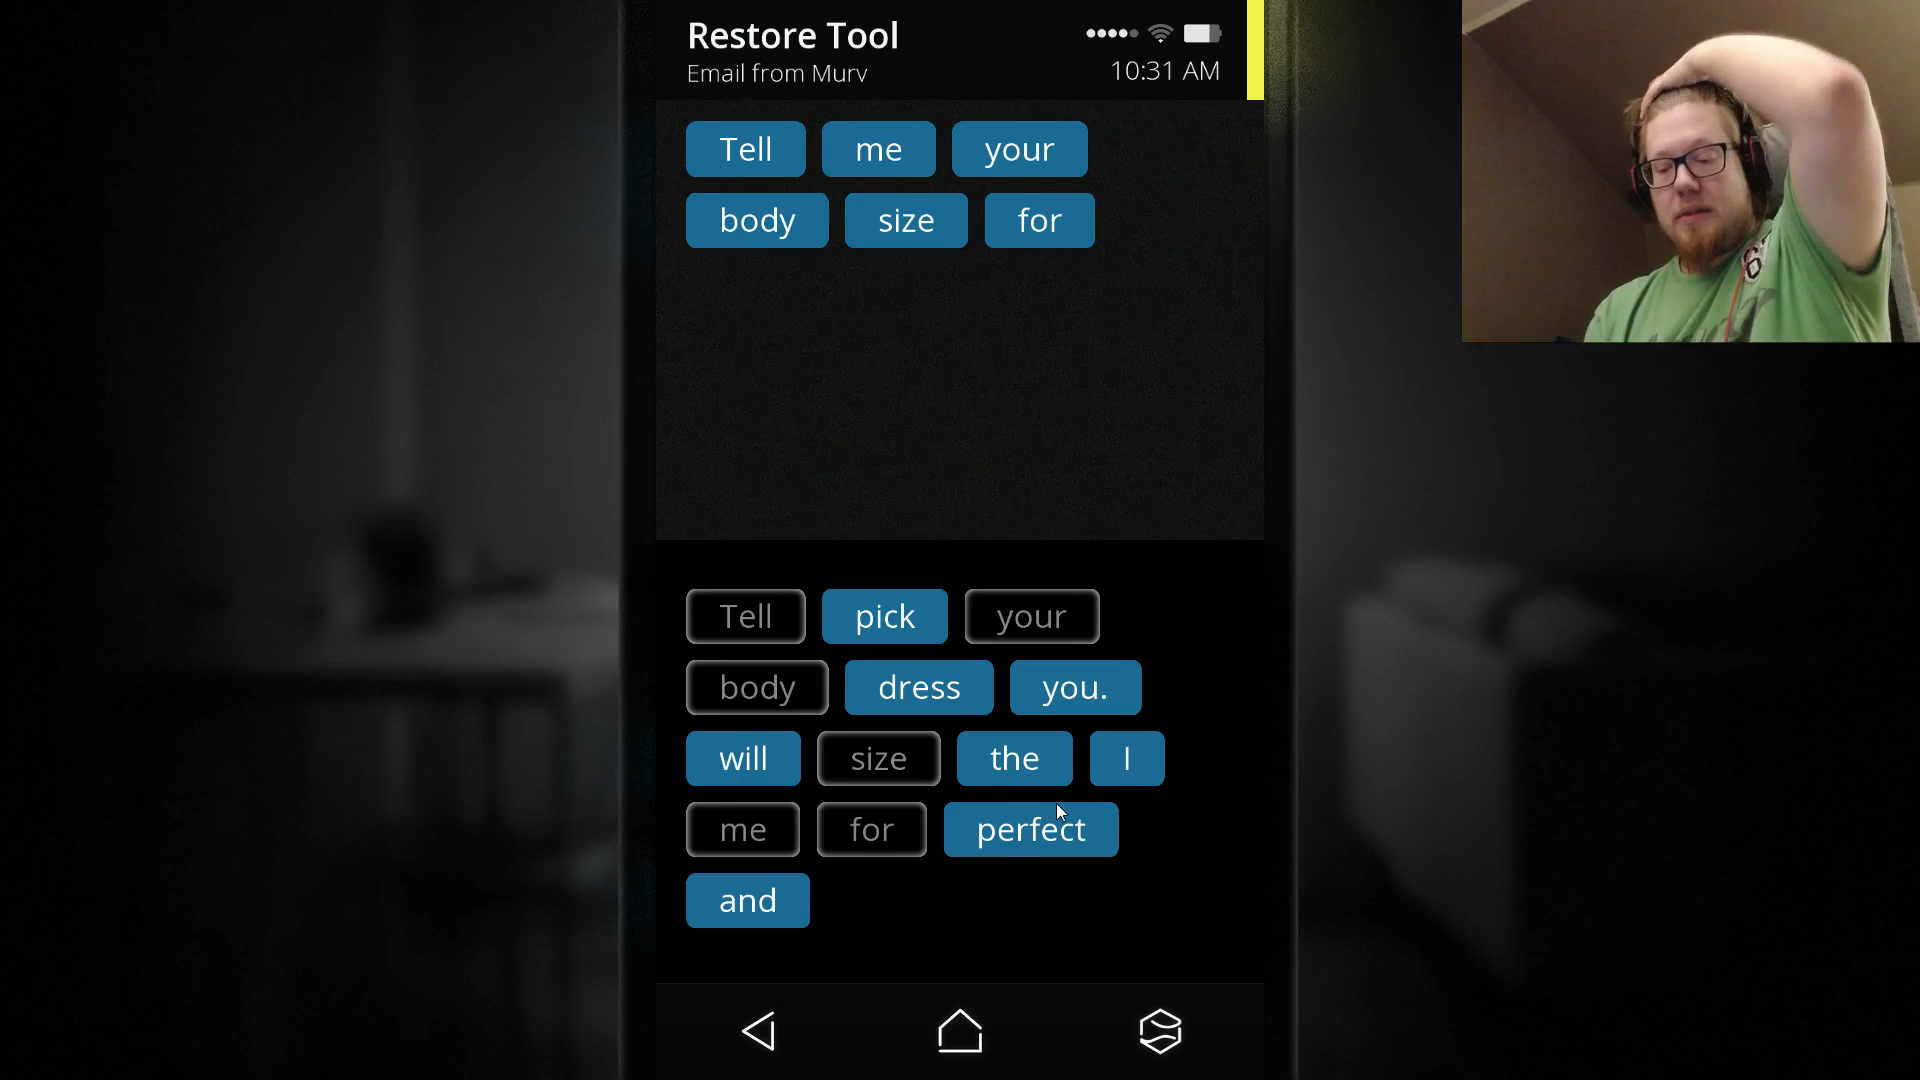 Restore Tool
Email from Murv
10:31 AM
Tell me your
body size for
Tell pick your
body dress you.
will size the I
me for perfect
and